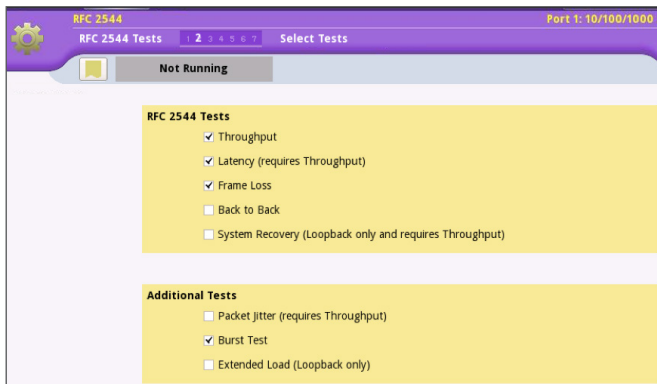 RFC 2544 Port 1: 10/100/1000
RFC 2544 Tests 1 2 3 4 5 6 7 Select Tests
Not Running
RFC 2544 Tests
Throughput
Latency (requires Throughput)
Frame Loss
Back to Back
System Recovery (Loopback only and requires Throughput)
Additional Tests
Packet Jitter (requires Throughput)
Burst Test
Extended Load (Loopback only)